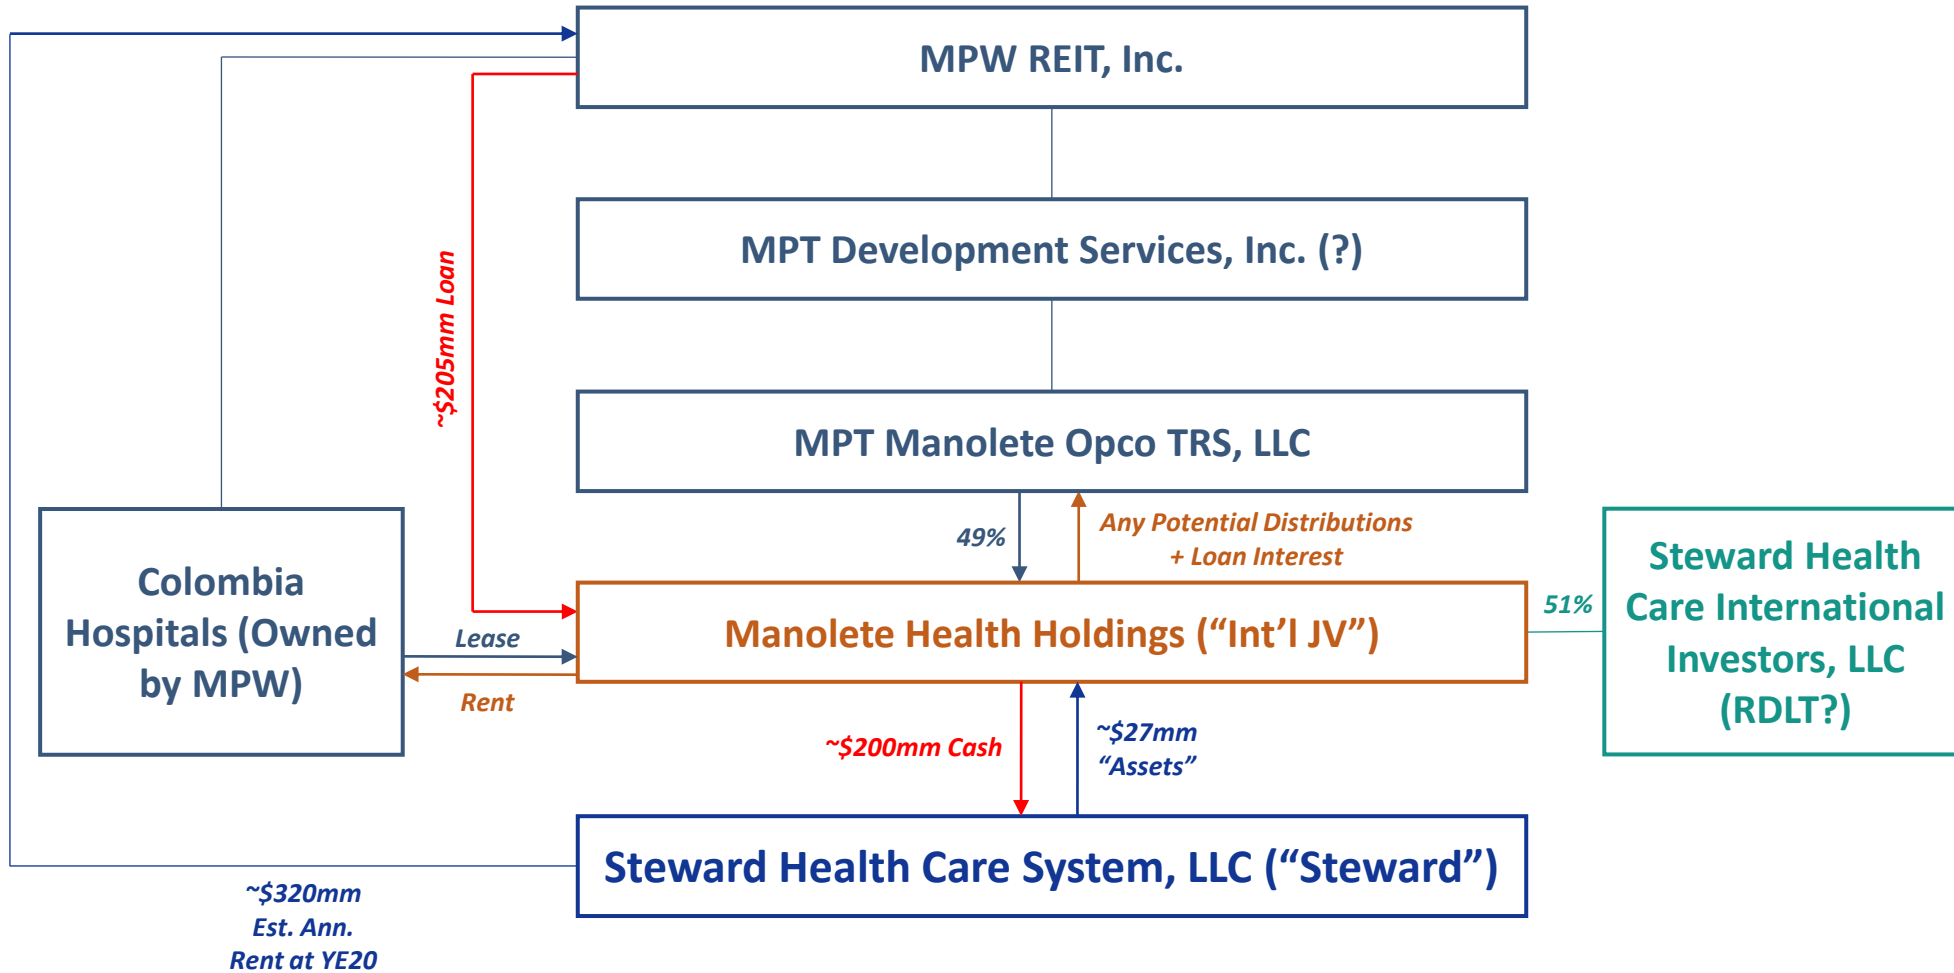 MPW REIT, Inc.
MPT Development Services, Inc. (?)
~$205mm Loan
MPT Manolete Opco TRS, LLC
49%
Any Potential Distributions
+ Loan Interest
Colombia
Hospitals (Owned
by MPW)
Lease
Rent
Manolete Health Holdings (“Int’l JV”)
51%
Steward Health
Care International
Investors, LLC
(RDLT?)
~$200mm Cash
~$27mm
“Assets”
Steward Health Care System, LLC (“Steward”)
~$320mm
Est. Ann.
Rent at YE20